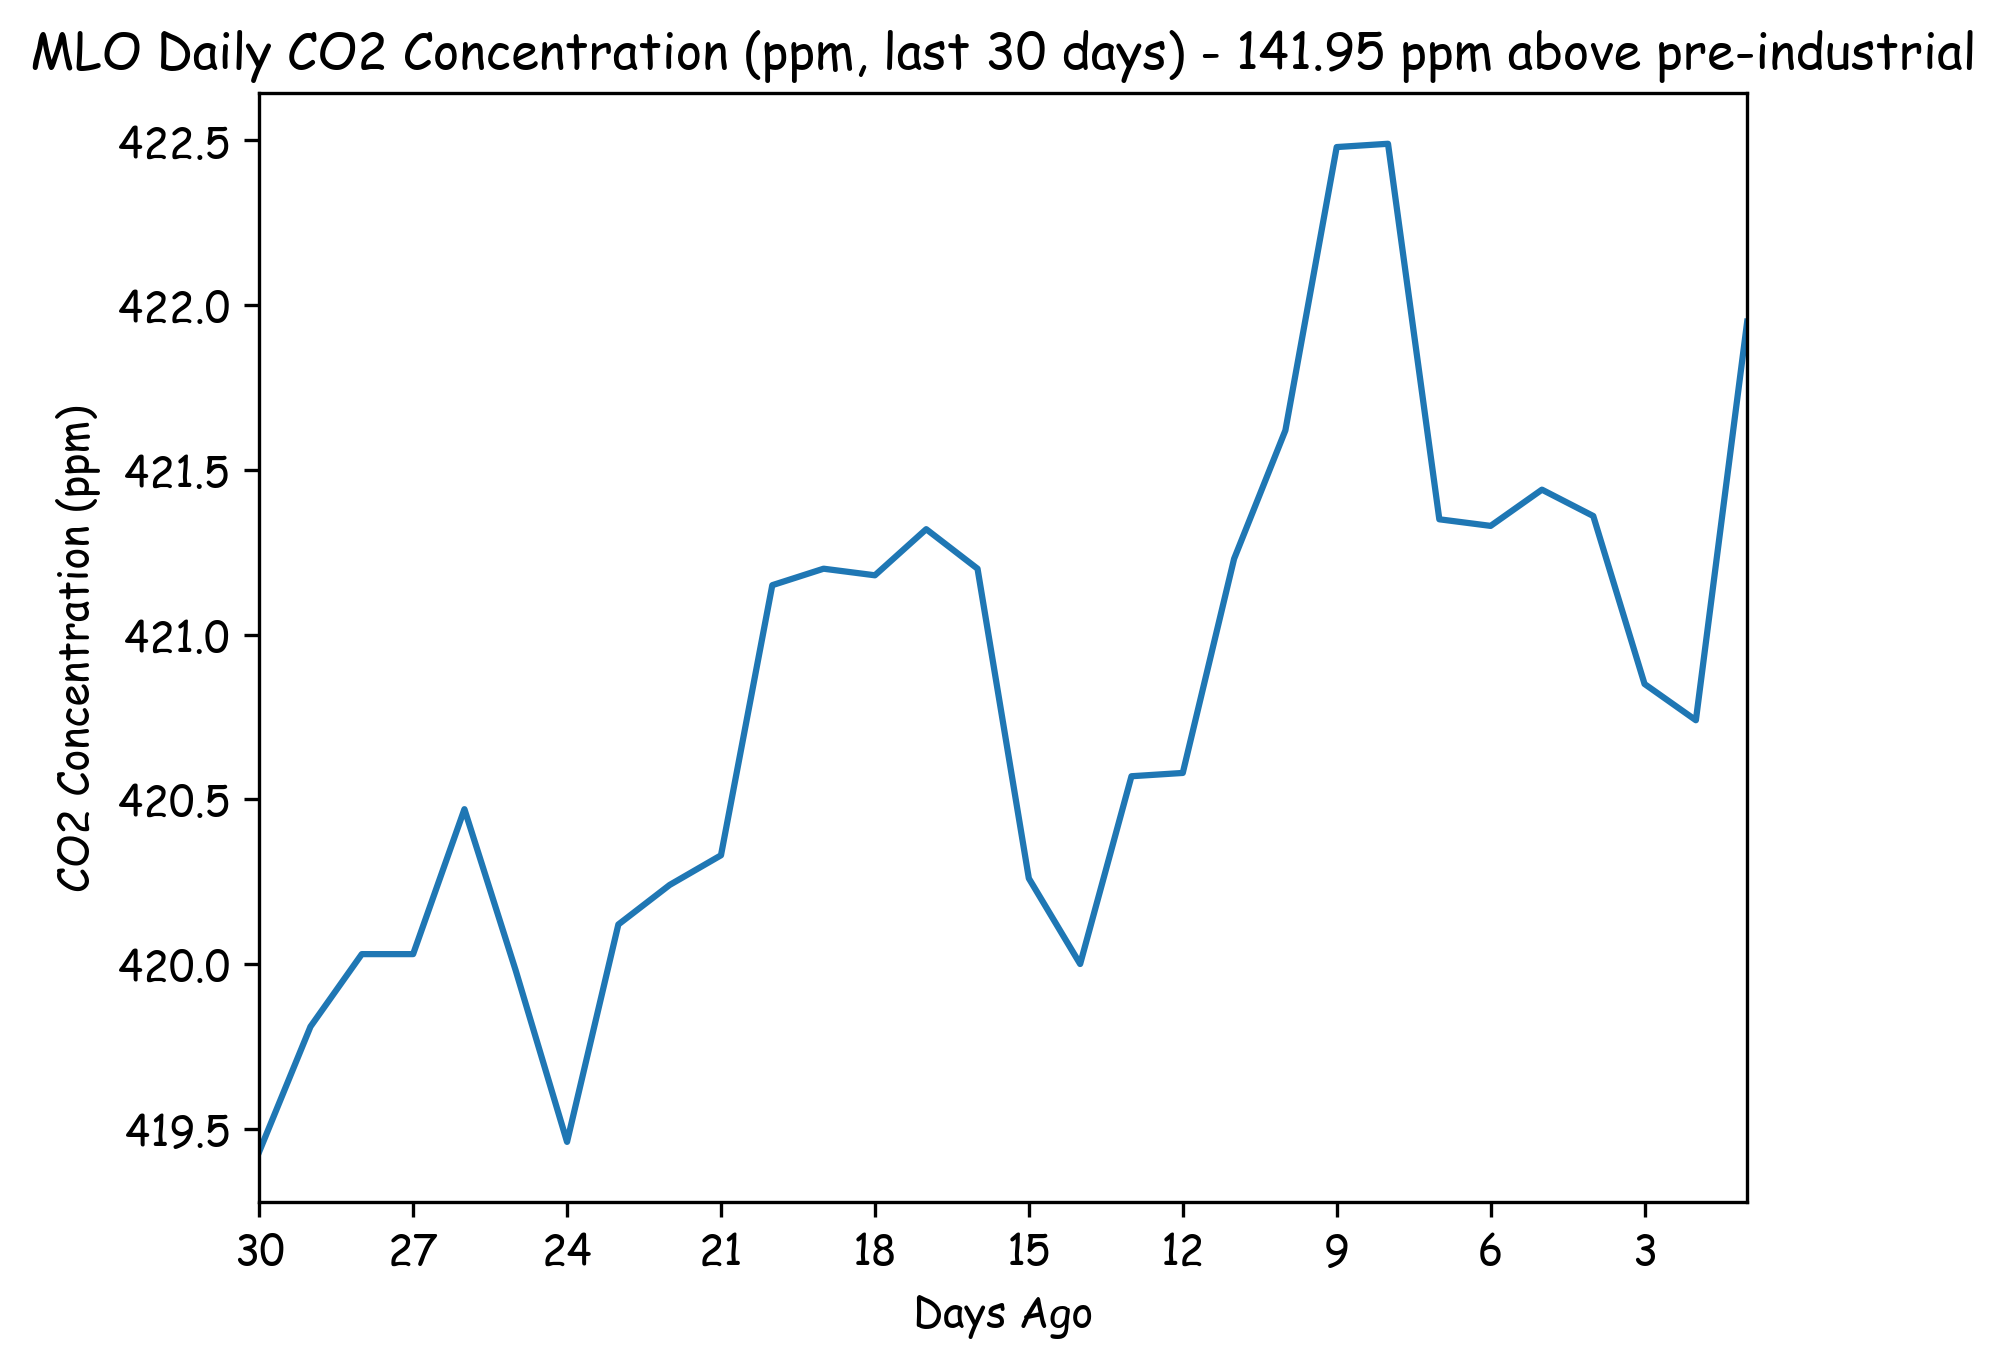 MLO Daily CO2 Concentration (ppm, last 30 days) - 141.95 ppm above pre-industrial
422.5
422.0
421.5
421.0
420.5
420.0
419.5
CO2 Concentration (ppm)
30 27 24 21 18 15 12 9 6 3
Days Ago